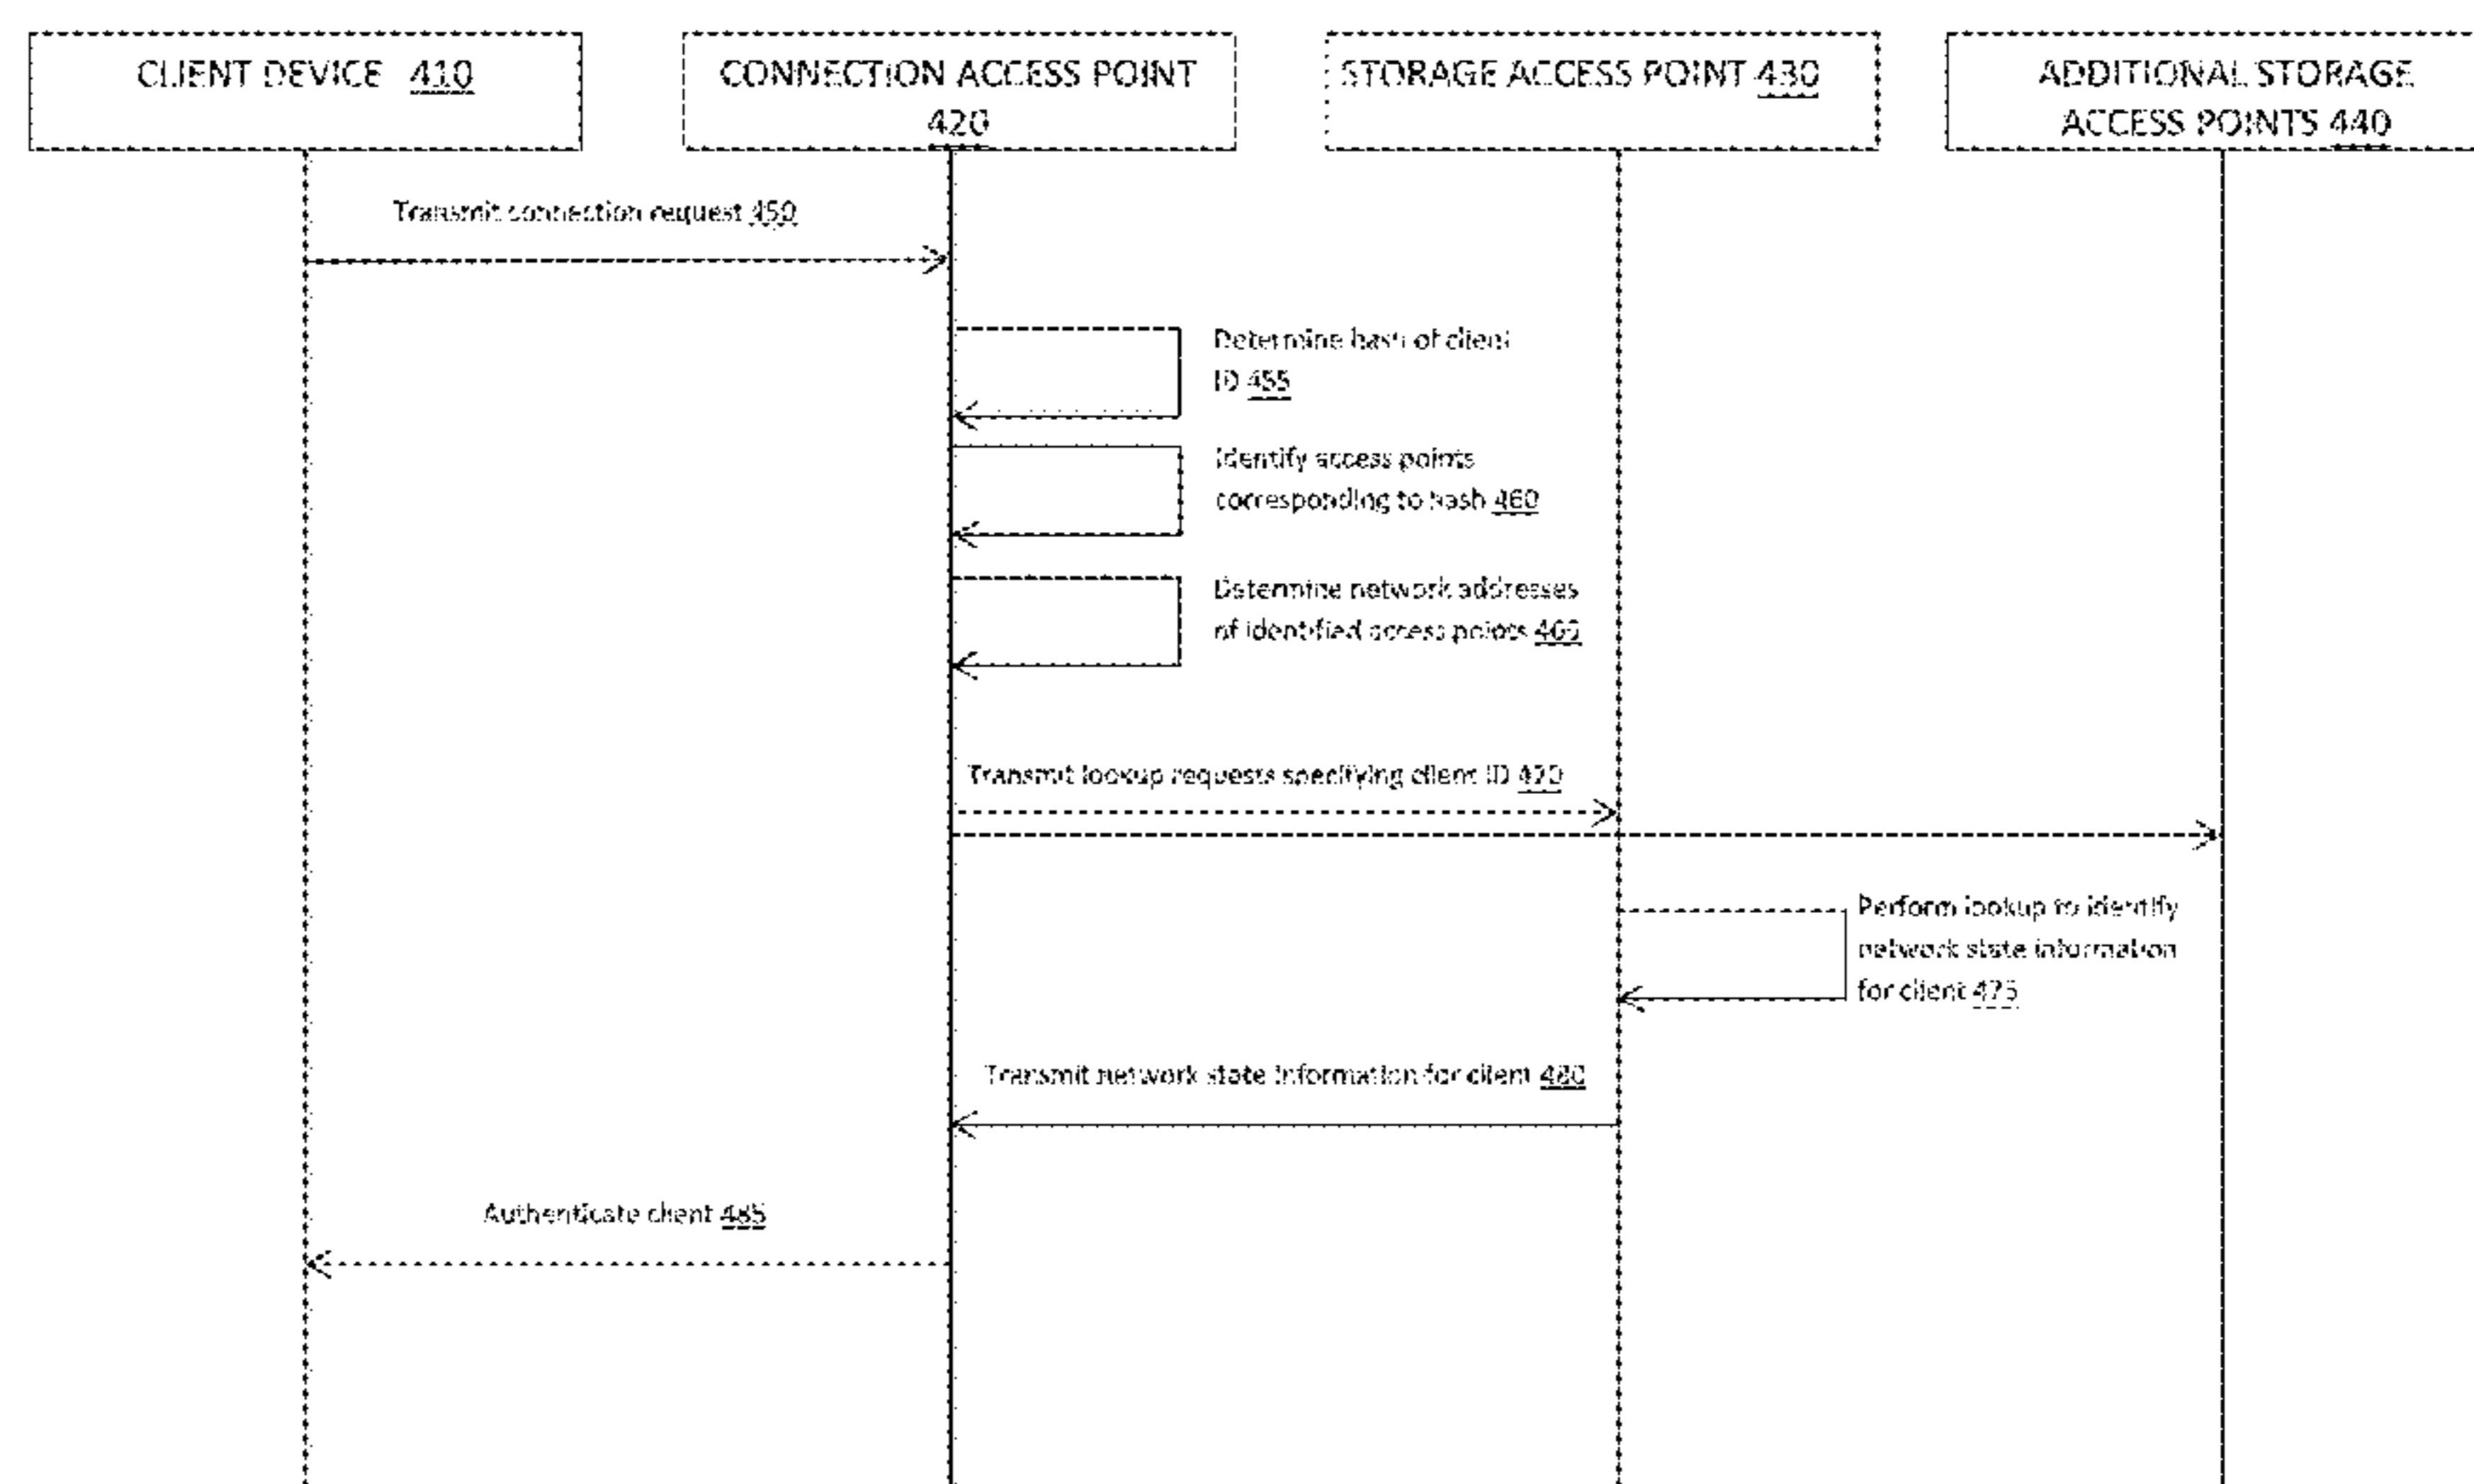 CLIENT DEVICE 410
CONNECTION ACCESS POINT
420
STORAGE ACCESS POINT 430
ADDITIONAL STORAGE
ACCESS POINTS 440
Transmit connection request 450
Determine hash of client
ID 455
Identify access points
corresponding to hash 460
Determine network addresses
of identified access points 465
Transmit lookup requests specifying client ID 470
Perform lookup to identify
network state information
for client 475
Transmit network state information for client 480
Authenticate client 485